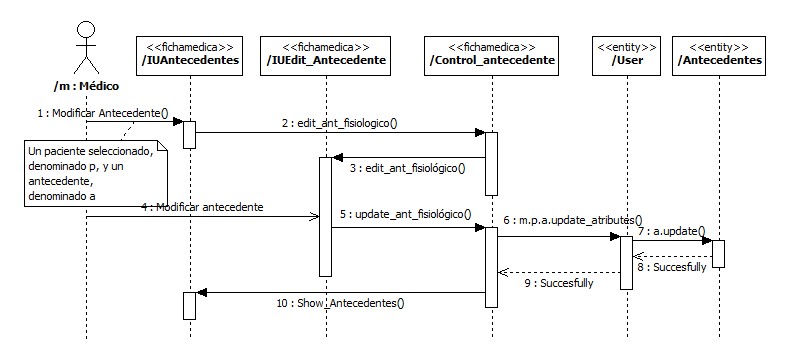 <<fichamedica>>
/IUAntecedentes
<<fichamedica>>
/IUEdit_Antecedente
<<fichamedica>>
/Control_antecedente
<<entity>>
/User
<<entity>>
/Antecedentes
/m : Médico
1 : Modificar Antecedente()
2 : edit_ant_fisiologico()
Un paciente seleccionado,
denominado p, y un
antecedente,
denominado a
3 : edit_ant_fisiológico()
4 : Modificar antecedente
5 : update_ant_fisiológico()
6 : m.p.a.update_atributes()
7 : a.update()
8 : Succesfully
9 : Succesfully
10 : Show_Antecedentes()